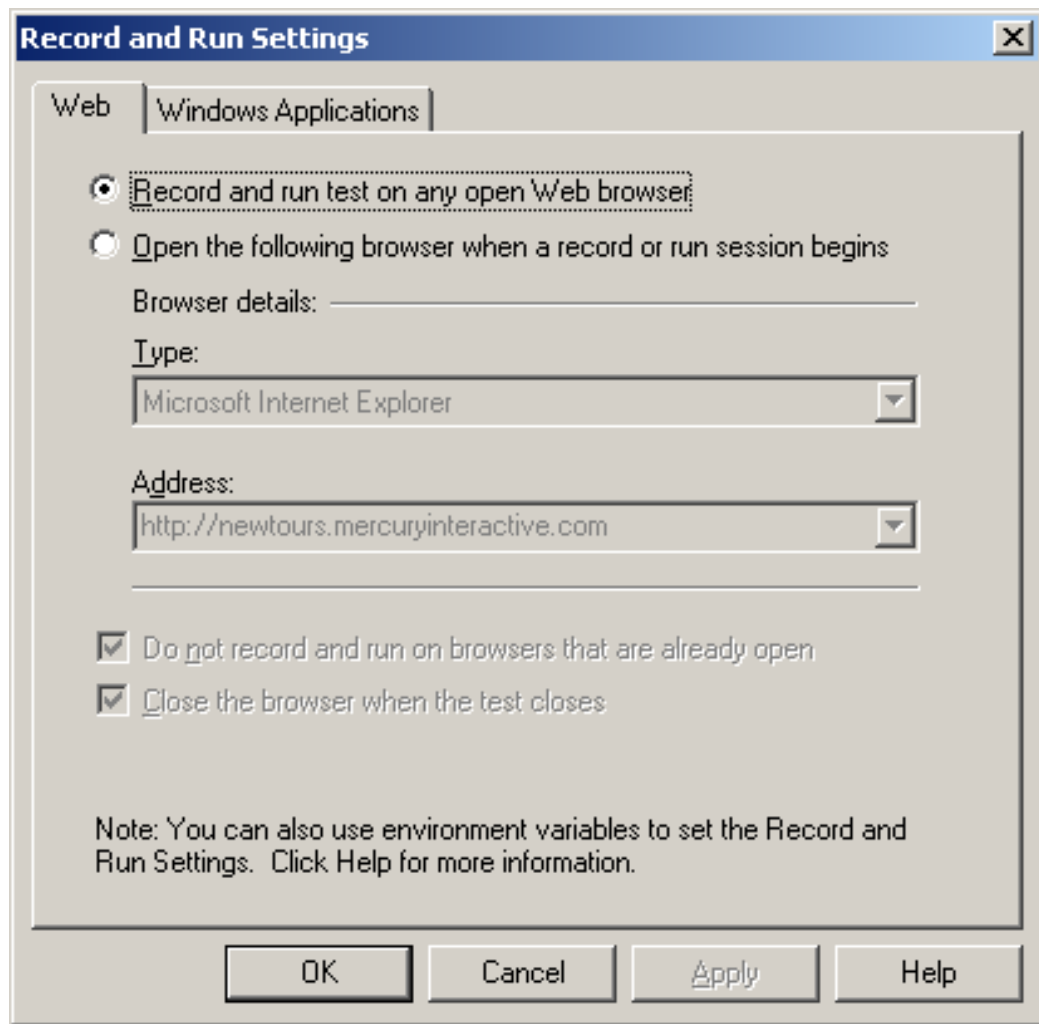 Record and Run Settings
Web
Windows Applications
Record and run test on any open Web browser
Open the following browser when a record or run session begins
Browser details:
Type:
Microsoft Internet Explorer
Address:
http://newtours.mercuryinteractive.com
Do not record and run on browsers that are already open
Close the browser when the test closes
Note: You can also use environment variables to set the Record and
Run Settings.  Click Help for more information.
OK
Cancel
Apply
Help